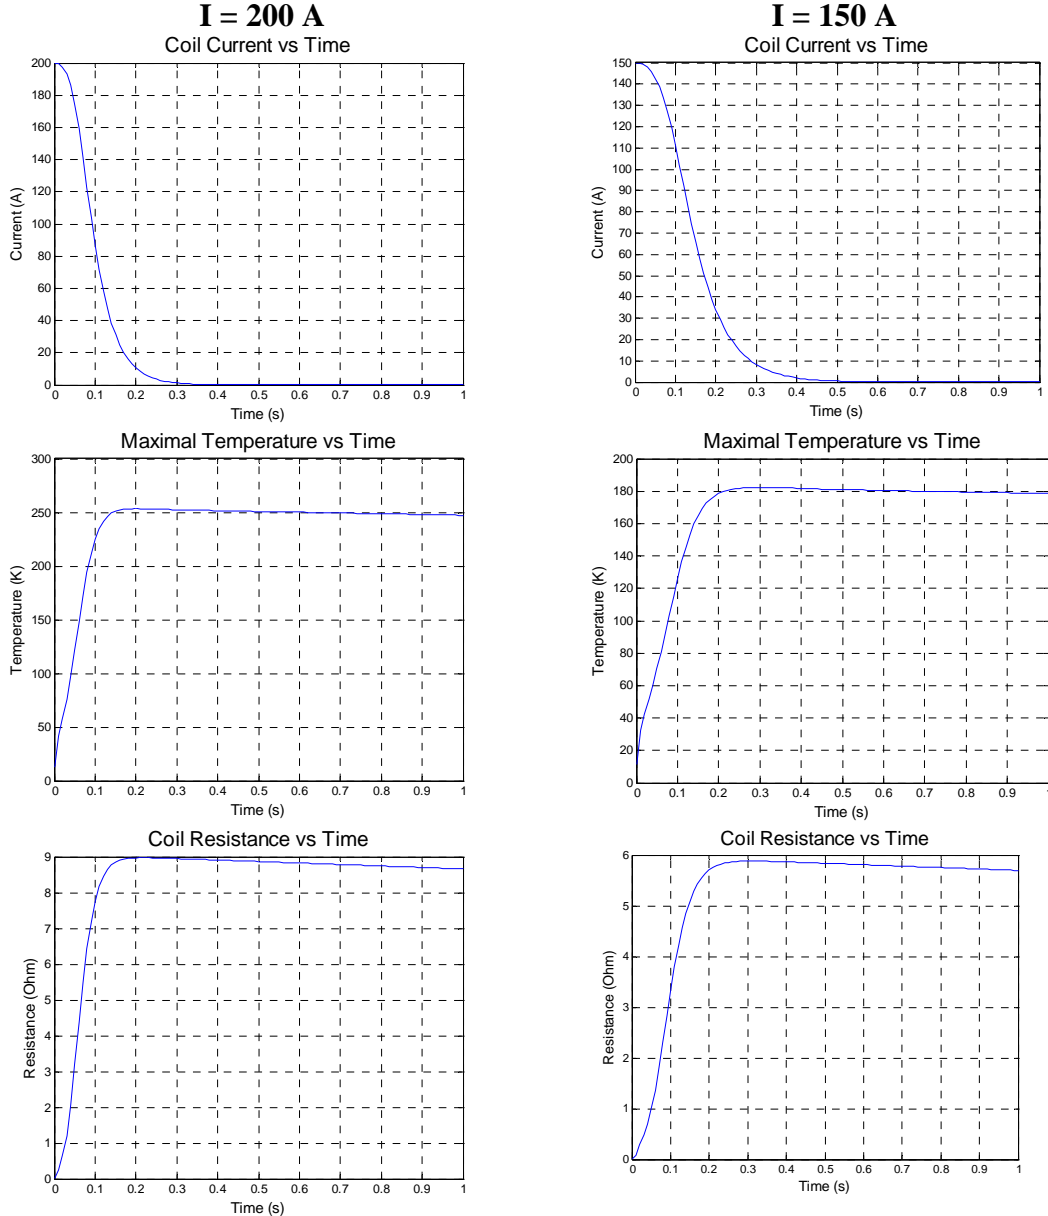 I = 200 A
Coil Current vs Time
200
180
160
140
120
100
80
60
40
20
0
Current (A)
0 0.1 0.2 0.3 0.4 0.5 0.6 0.7 0.8 0.9 1
Time (s)
Maximal Temperature vs Time
300
250
200
150
100
50
0
Temperature (K)
0 0.1 0.2 0.3 0.4 0.5 0.6 0.7 0.8 0.9 1
Time (s)
Coil Resistance vs Time
9
8
7
6
5
4
3
2
1
0
Resistance (Ohm)
0 0.1 0.2 0.3 0.4 0.5 0.6 0.7 0.8 0.9 1
Time (s)
I = 150 A
Coil Current vs Time
150
140
130
120
110
100
90
80
70
60
50
40
30
20
10
0
Current (A)
0 0.1 0.2 0.3 0.4 0.5 0.6 0.7 0.8 0.9 1
Time (s)
Maximal Temperature vs Time
200
180
160
140
120
100
80
60
40
20
0
Temperature (K)
0 0.1 0.2 0.3 0.4 0.5 0.6 0.7 0.8 0.9 1
Time (s)
Coil Resistance vs Time
6
5
4
3
2
1
0
Resistance (Ohm)
0 0.1 0.2 0.3 0.4 0.5 0.6 0.7 0.8 0.9 1
Time (s)